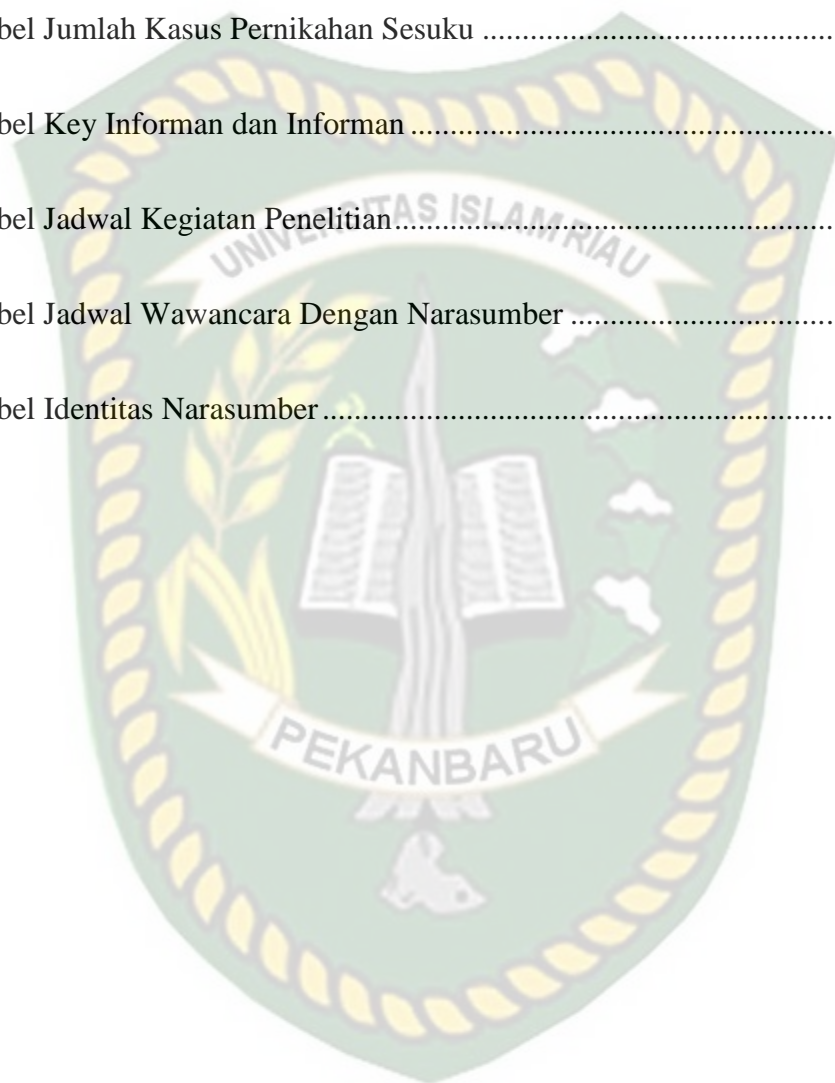 bel Jumlah Kasus Pernikahan Sesuku ......................................
bel Key Informan dan Informan ..............................................
bel Jadwal Kegiatan Penelitian................................................
bel Jadwal Wawancara Dengan Narasumber ............................
bel Identitas Narasumber .........................................................
UNIVERSITAS ISLAM RIAU
PEKANBARU